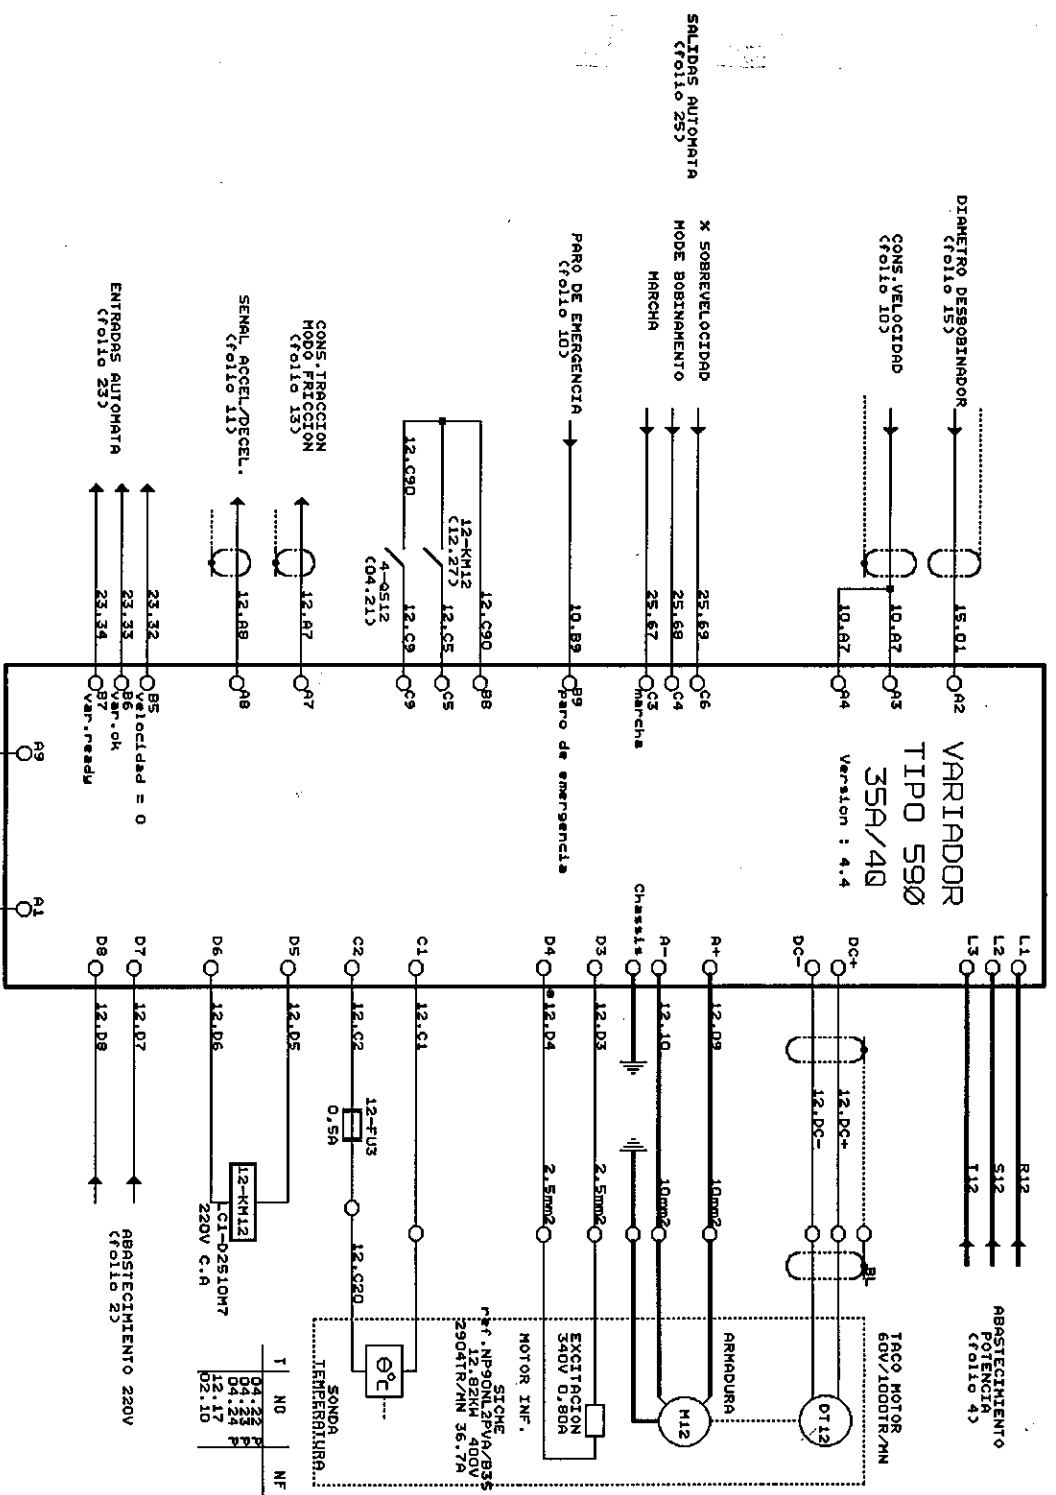 DIAMETRO DESBOBINADOR
(folio 15)
15.01
A2
CONS.VELOCIDAD
(folio 10)
10.A7
A3
10.A7
A4
SALIDAS AUTOMATA
(folio 25)
% SOBREVELOCIDAD
25.69
C6
MODE BOBINAMENTO
25.68
C4
MARCHA
25.67
C3
marcha
PARO DE EMERGENCIA
(folio 10)
10.B9
B9
paro de emergencia
12.C90
B8
12-KM12
(12.27)
12.C5
C5
12.C90
4-QS12
(04.21)
12.C9
C9
CONS.TRACCION
MODO FRICCION
(folio 13)
12.A7
A7
SENAL ACCEL/DECEL.
(folio 11)
12.A8
A8
ENTRADAS AUTOMATA
(folio 23)
23.32
B5
velocidad = 0
23.33
B6
var.ok
23.34
B7
var.ready
VARIADOR
TIPO 590
35A/4Q
Version : 4.4
A9
A1
L1
R12
L2
S12
L3
T12
ABASTECIMIENTO
POTENCIA
(folio 4)
DC+
12.DC+
DC-
12.DC-
BL
TACO MOTOR
60V/1000TR/MN
DT12
A+
12.D9
10mm2
A-
12.10
10mm2
Chassis
ARMADURA
M12
D3
12.D3
2.5mm2
D4
12.D4
2.5mm2
EXCITACION
340V 0,80A
MOTOR INF.
SICME
ref.NP90NL2PVA/B35
12.82KW 400V
2904TR/MN 36.7A
C1
12.C1
C2
12.C2
12-FU3
0,5A
12.C20
θ°c
SONDA
TEMPERATURA
D5
12.D5
D6
12.D6
12-KM12
LC1-D2510M7
220V C.A
D7
12.D7
D8
12.D8
ABASTECIMIENTO 220V
(folio 2)
T NO NF
04.22 P
04.23 P
04.24 P
12.17
02.10